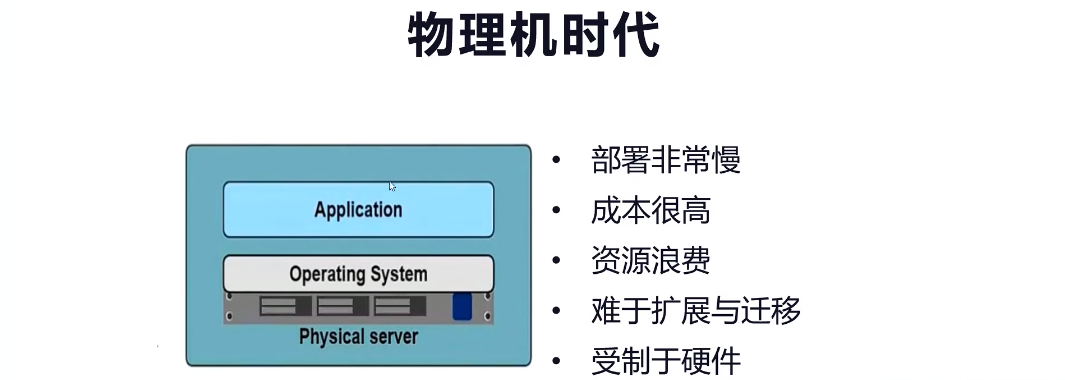 物理机时代
Application
Operating System
Physical server
• 部署非常慢
• 成本很高
• 资源浪费
• 难于扩展与迁移
• 受制于硬件